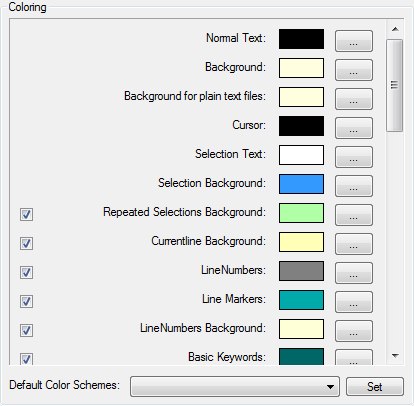 Coloring
Normal Text: ...
Background: ...
Background for plain text files: ...
Cursor: ...
Selection Text: ...
Selection Background: ...
Repeated Selections Background: ...
Currentline Background: ...
LineNumbers: ...
Line Markers: ...
LineNumbers Background: ...
Basic Keywords: ...
Default Color Schemes: Set